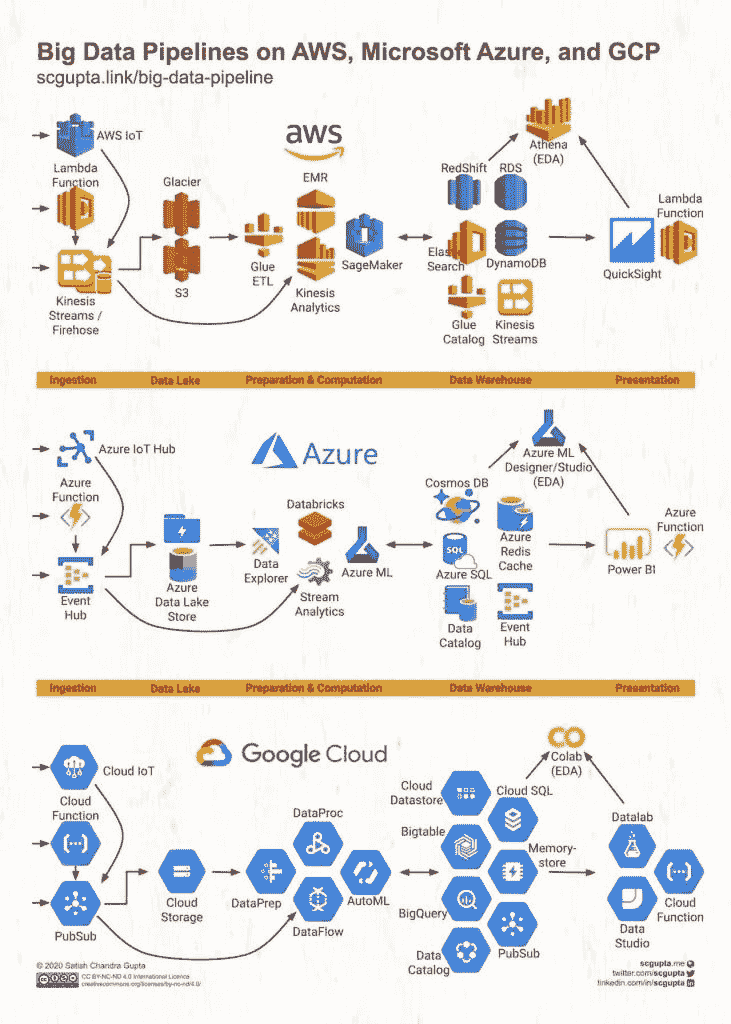 Big Data Pipelines on AWS, Microsoft Azure, and GCP
scgupta.link/big-data-pipeline
AWS IoT
Lambda
Function
Kinesis
Streams /
Firehose
Glacier
S3
aws
EMR
Glue
ETL
Kinesis
Analytics
SageMaker
Athena
(EDA)
RedShift
RDS
Elastic
Search
DynamoDB
Glue
Catalog
Kinesis
Streams
Lambda
Function
QuickSight
Ingestion
Data Lake
Preparation & Computation
Data Warehouse
Presentation
Azure IoT Hub
Azure
Function
Event
Hub
Azure
Data Lake
Store
Azure
Databricks
Data
Explorer
Stream
Analytics
Azure ML
Azure ML
Designer/Studio
(EDA)
Cosmos DB
Azure
Redis
Cache
SQL
Azure SQL
Data
Catalog
Event
Hub
Azure
Function
Power BI
Ingestion
Data Lake
Preparation & Computation
Data Warehouse
Presentation
Cloud IoT
Cloud
Function
PubSub
Cloud
Storage
Google Cloud
DataProc
DataPrep
AutoML
DataFlow
Colab
(EDA)
Cloud
Datastore
Cloud SQL
Bigtable
Memory-
store
BigQuery
PubSub
Data
Catalog
Datalab
Cloud
Function
Data
Studio
© 2020 Satish Chandra Gupta
CC BY-NC-ND 4.0 International Licence
creativecommons.org/licenses/by-nc-nd/4.0/
scgupta.me
twitter.com/scgupta
linkedin.com/in/scgupta